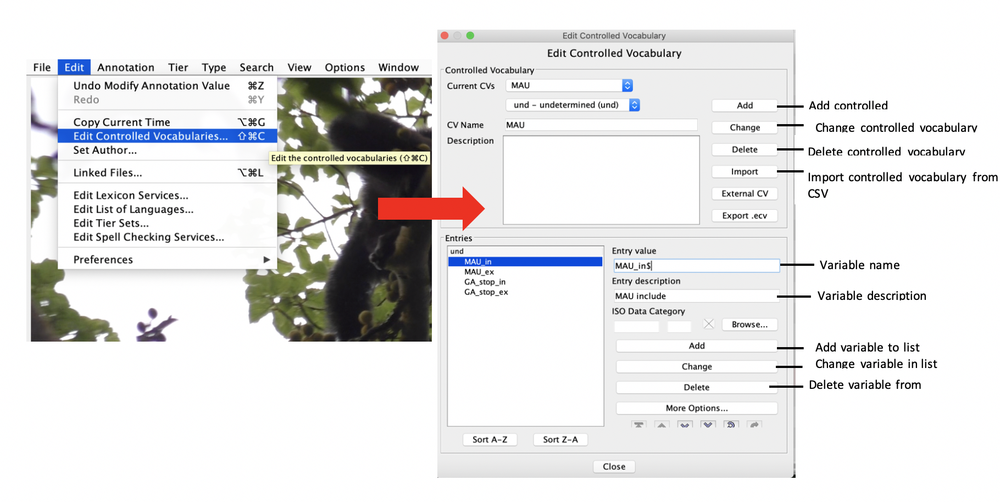 File Edit Annotation Tier Type Search View Options Window
Undo Modify Annotation Value ⌘Z
Redo ⌘Y
Copy Current Time ⌥⌘G
Edit Controlled Vocabularies... ⇧⌘C
Set Author...
Edit the controlled vocabularies (⇧⌘C)
Linked Files... ⌥⌘L
Edit Lexicon Services...
Edit List of Languages...
Edit Tier Sets...
Edit Spell Checking Services...
Preferences
Edit Controlled Vocabulary
Edit Controlled Vocabulary
Controlled Vocabulary
Current CVs MAU
und - undetermined (und)
CV Name MAU
Description
Add
Change
Delete
Import
External CV
Export .ecv
Add controlled
Change controlled vocabulary
Delete controlled vocabulary
Import controlled vocabulary from
CSV
Entries
und
MAU_in
MAU_ex
GA_stop_in
GA_stop_ex
Entry value
MAU_in$
Entry description
MAU include
ISO Data Category
Browse...
Add
Change
Delete
More Options...
Sort A-Z Sort Z-A
Close
Variable name
Variable description
Add variable to list
Change variable in list
Delete variable from